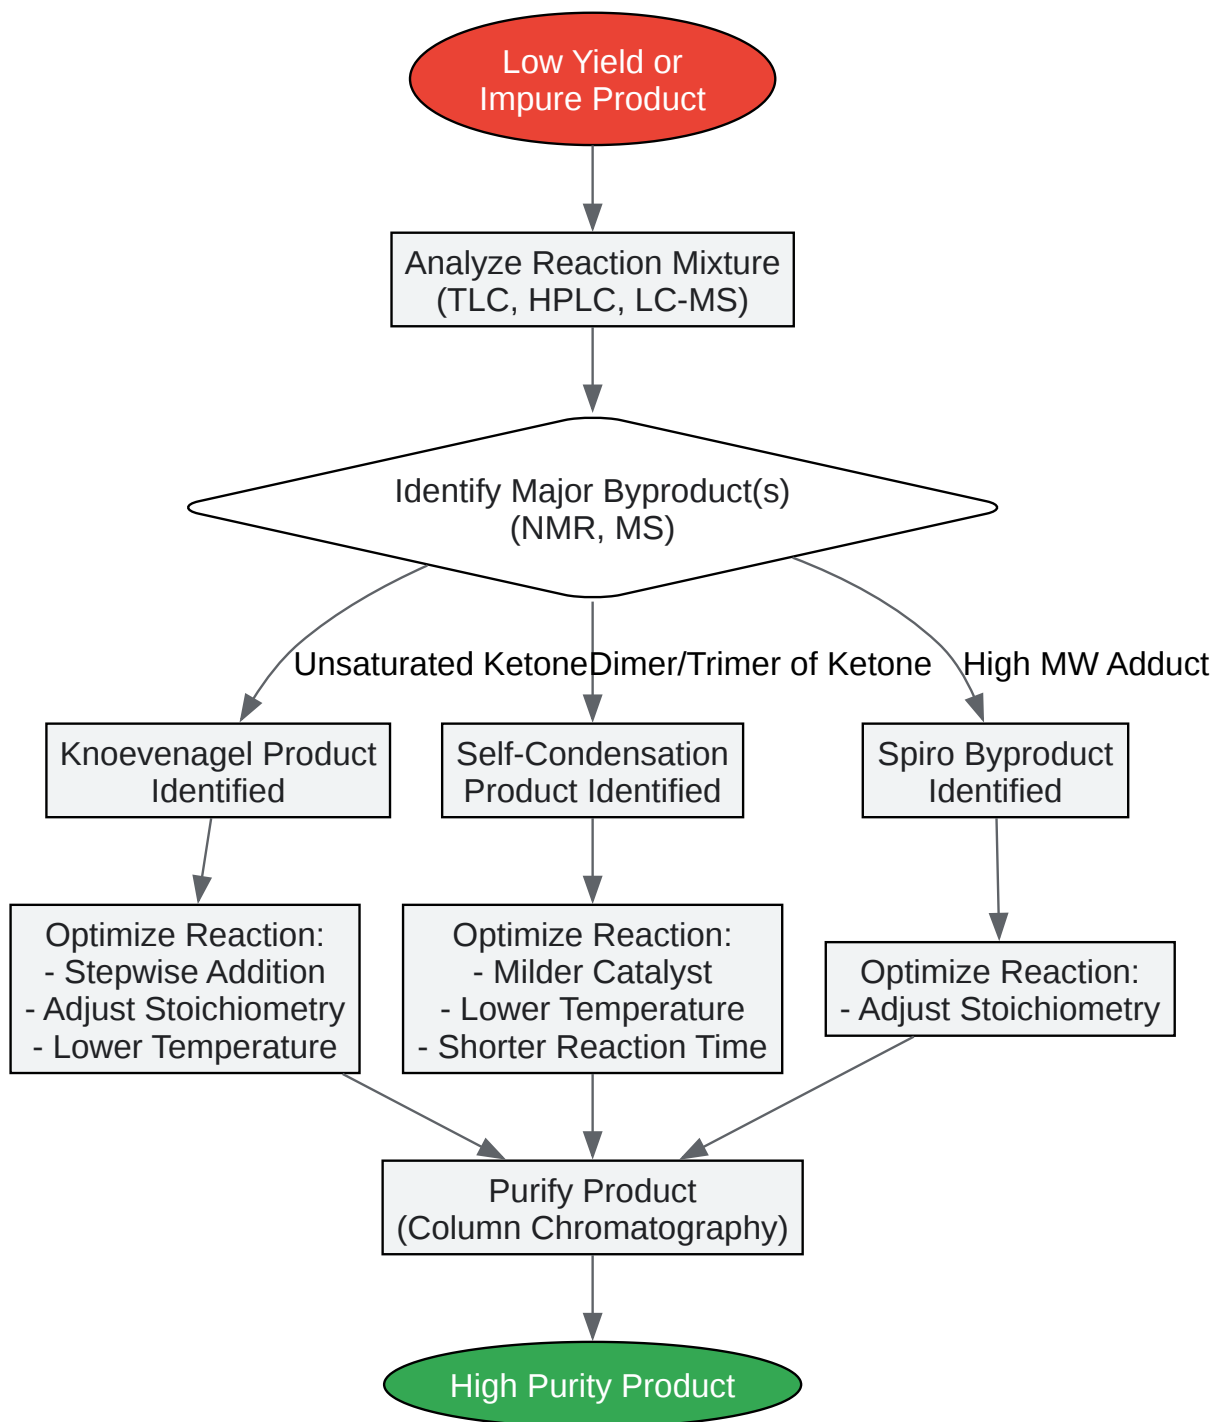 Low Yield or
Impure Product
Analyze Reaction Mixture
(TLC, HPLC, LC-MS)
Identify Major Byproduct(s)
(NMR, MS)
Unsaturated Ketone
Dimer/Trimer of Ketone
High MW Adduct
Knoevenagel Product
Identified
Self-Condensation
Product Identified
Spiro Byproduct
Identified
Optimize Reaction:
- Stepwise Addition
- Adjust Stoichiometry
- Lower Temperature
Optimize Reaction:
- Milder Catalyst
- Lower Temperature
- Shorter Reaction Time
Optimize Reaction:
- Adjust Stoichiometry
Purify Product
(Column Chromatography)
High Purity Product